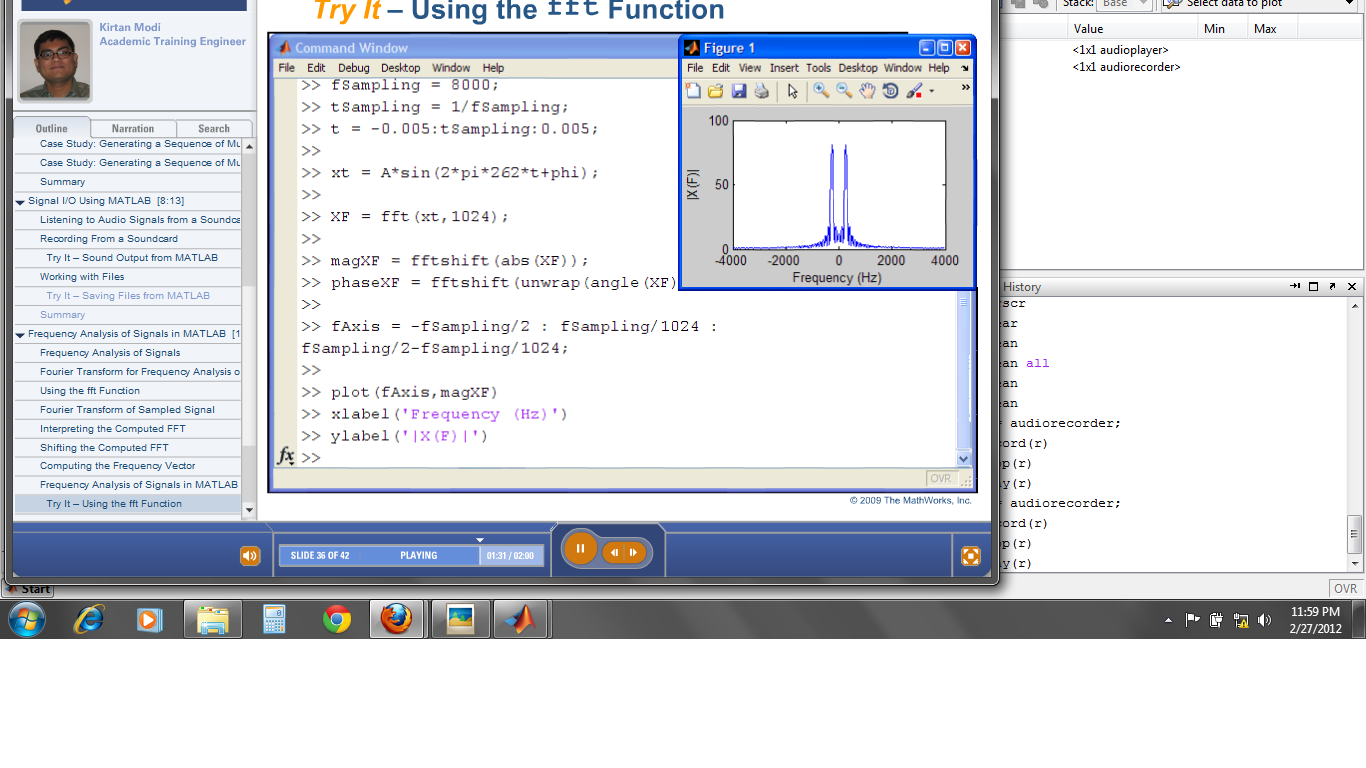 Try It – Using the fft Function
Kirtan Modi
Academic Training Engineer
Outline
Narration
Search
Case Study: Generating a Sequence of Mu
Case Study: Generating a Sequence of Mu
Summary
Signal I/O Using MATLAB [8:13]
Listening to Audio Signals from a Soundca
Recording From a Soundcard
Try It – Sound Output from MATLAB
Working with Files
Try It – Saving Files from MATLAB
Summary
Frequency Analysis of Signals in MATLAB [1
Frequency Analysis of Signals
Fourier Transform for Frequency Analysis o
Using the fft Function
Fourier Transform of Sampled Signal
Interpreting the Computed FFT
Shifting the Computed FFT
Computing the Frequency Vector
Frequency Analysis of Signals in MATLAB
Try It – Using the fft Function
Command Window
File Edit Debug Desktop Window Help
>> fSampling = 8000;
>> tSampling = 1/fSampling;
>> t = -0.005:tSampling:0.005;
>>
>> xt = A*sin(2*pi*262*t+phi);
>>
>> XF = fft(xt,1024);
>>
>> magXF = fftshift(abs(XF));
>> phaseXF = fftshift(unwrap(angle(XF)
>>
>> fAxis = -fSampling/2 : fSampling/1024 :
fSampling/2-fSampling/1024;
>>
>> plot(fAxis,magXF)
>> xlabel('Frequency (Hz)')
>> ylabel('|X(F)|')
fx >>
OVR
Figure 1
File Edit View Insert Tools Desktop Window Help
»
100
50
0
|X(F)|
-4000 -2000 0 2000 4000
Frequency (Hz)
© 2009 The MathWorks, Inc.
SLIDE 36 OF 42 PLAYING 01:31 / 02:00
Stack: Base Select data to plot
Value Min Max
<1x1 audioplayer>
<1x1 audiorecorder>
History
scr
ar
an
an all
an
an
= audiorecorder;
ord(r)
p(r)
y(r)
= audiorecorder;
ord(r)
p(r)
y(r)
Start
OVR
11:59 PM
2/27/2012